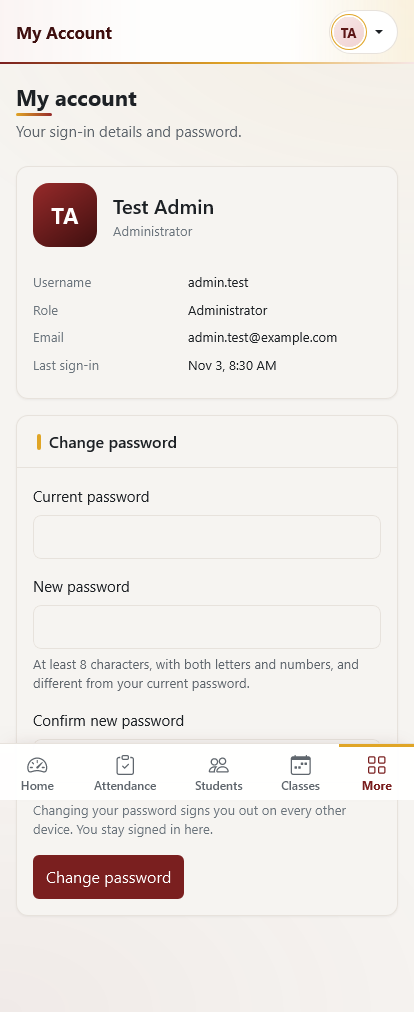 My Account
TA
My account
Your sign-in details and password.
TA
Test Admin
Administrator
Username
admin.test
Role
Administrator
Email
admin.test@example.com
Last sign-in
Nov 3, 8:30 AM
Change password
Current password
New password
At least 8 characters, with both letters and numbers, and
different from your current password.
Confirm new password
Home
Attendance
Students
Classes
More
Changing your password signs you out on every other
device. You stay signed in here.
Change password